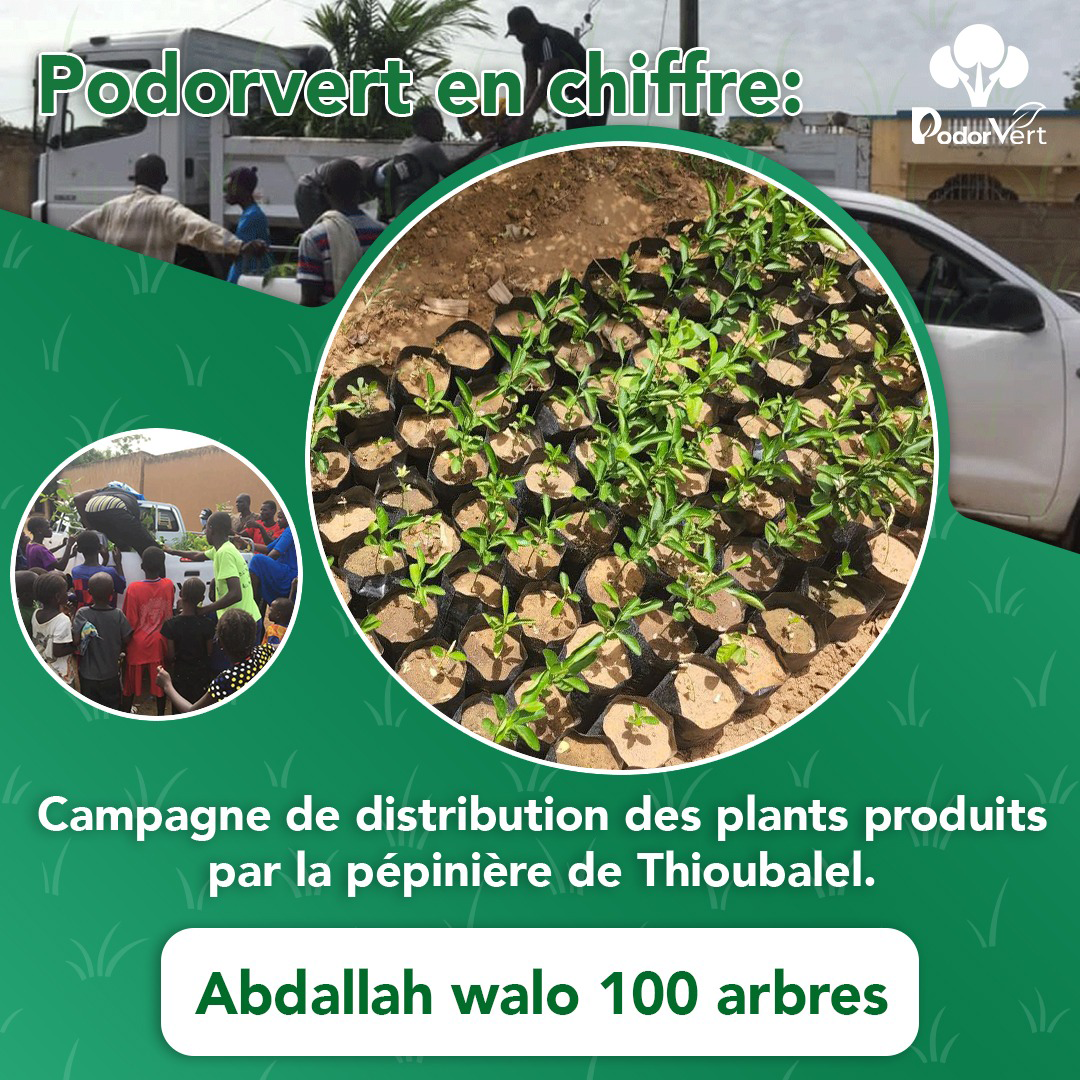 Podorvert en chiffre:
PodorVert
Campagne de distribution des plants produits
par la pépinière de Thioubalel.
Abdallah walo 100 arbres